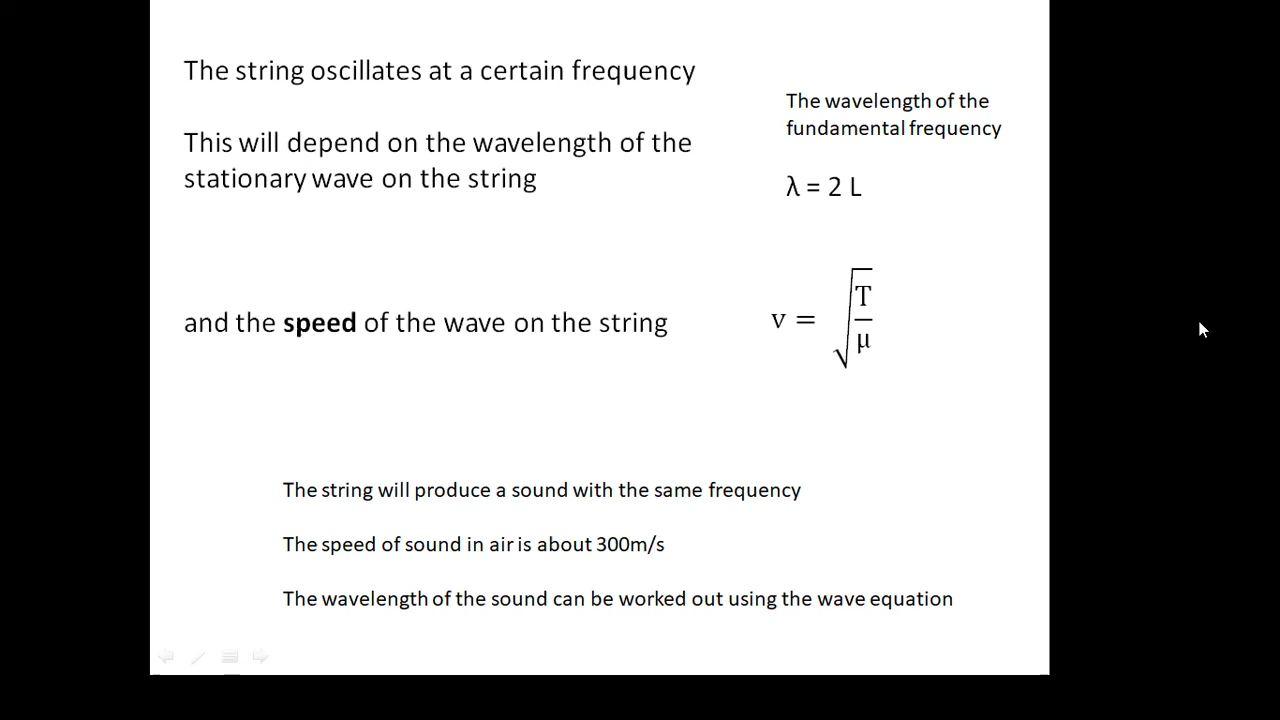 The string oscillates at a certain frequency
This will depend on the wavelength of the
stationary wave on the string
The wavelength of the
fundamental frequency
λ = 2 L
and the speed of the wave on the string
v = √(T/μ)
The string will produce a sound with the same frequency
The speed of sound in air is about 300m/s
The wavelength of the sound can be worked out using the wave equation